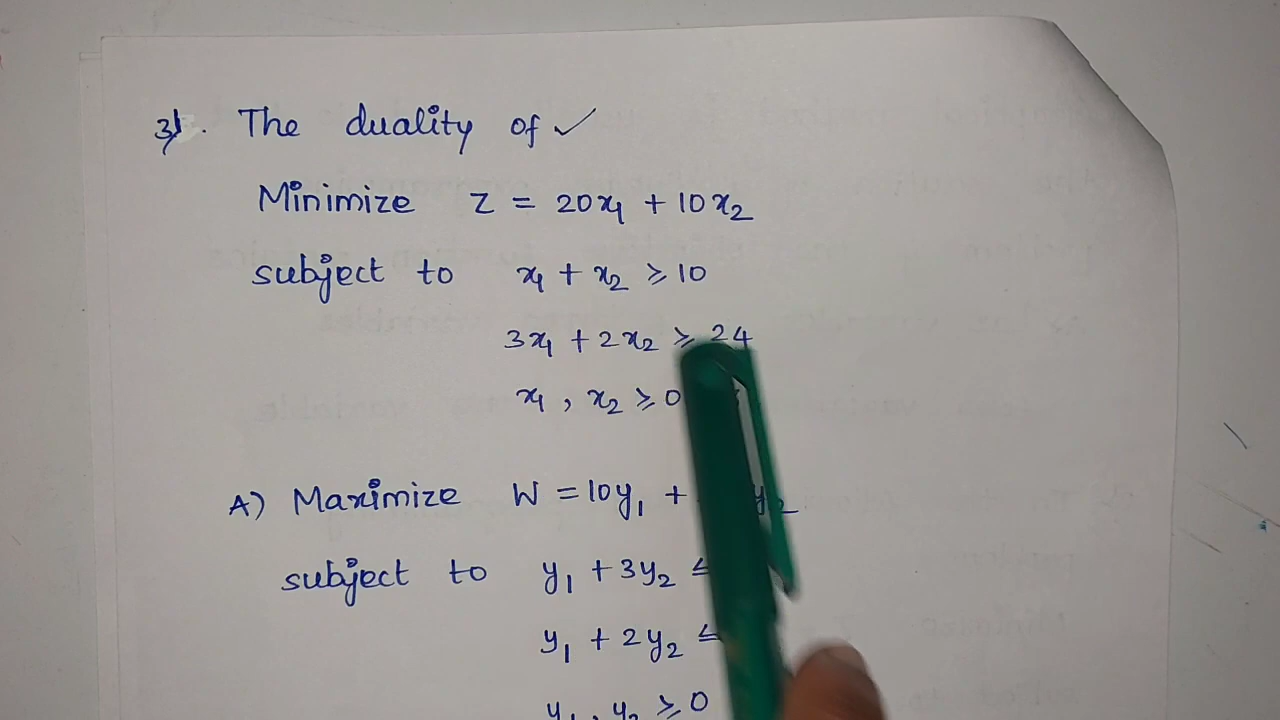 3). The duality of ✓
Minimize Z = 20x₁ + 10x₂
subject to x₁ + x₂ ≥ 10
3x₁ + 2x₂ ≥ 24
x₁ , x₂ ≥ 0
A) Maximize W = 10y₁ + y₂
subject to y₁ + 3y₂ ≤
y₁ + 2y₂ ≤
y₁ , y₂ ≥ 0